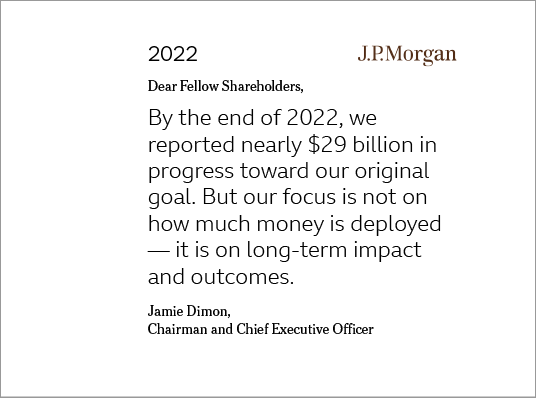 2022
J.P.Morgan
Dear Fellow Shareholders,
By the end of 2022, we
reported nearly $29 billion in
progress toward our original
goal. But our focus is not on
how much money is deployed
— it is on long-term impact
and outcomes.
Jamie Dimon,
Chairman and Chief Executive Officer